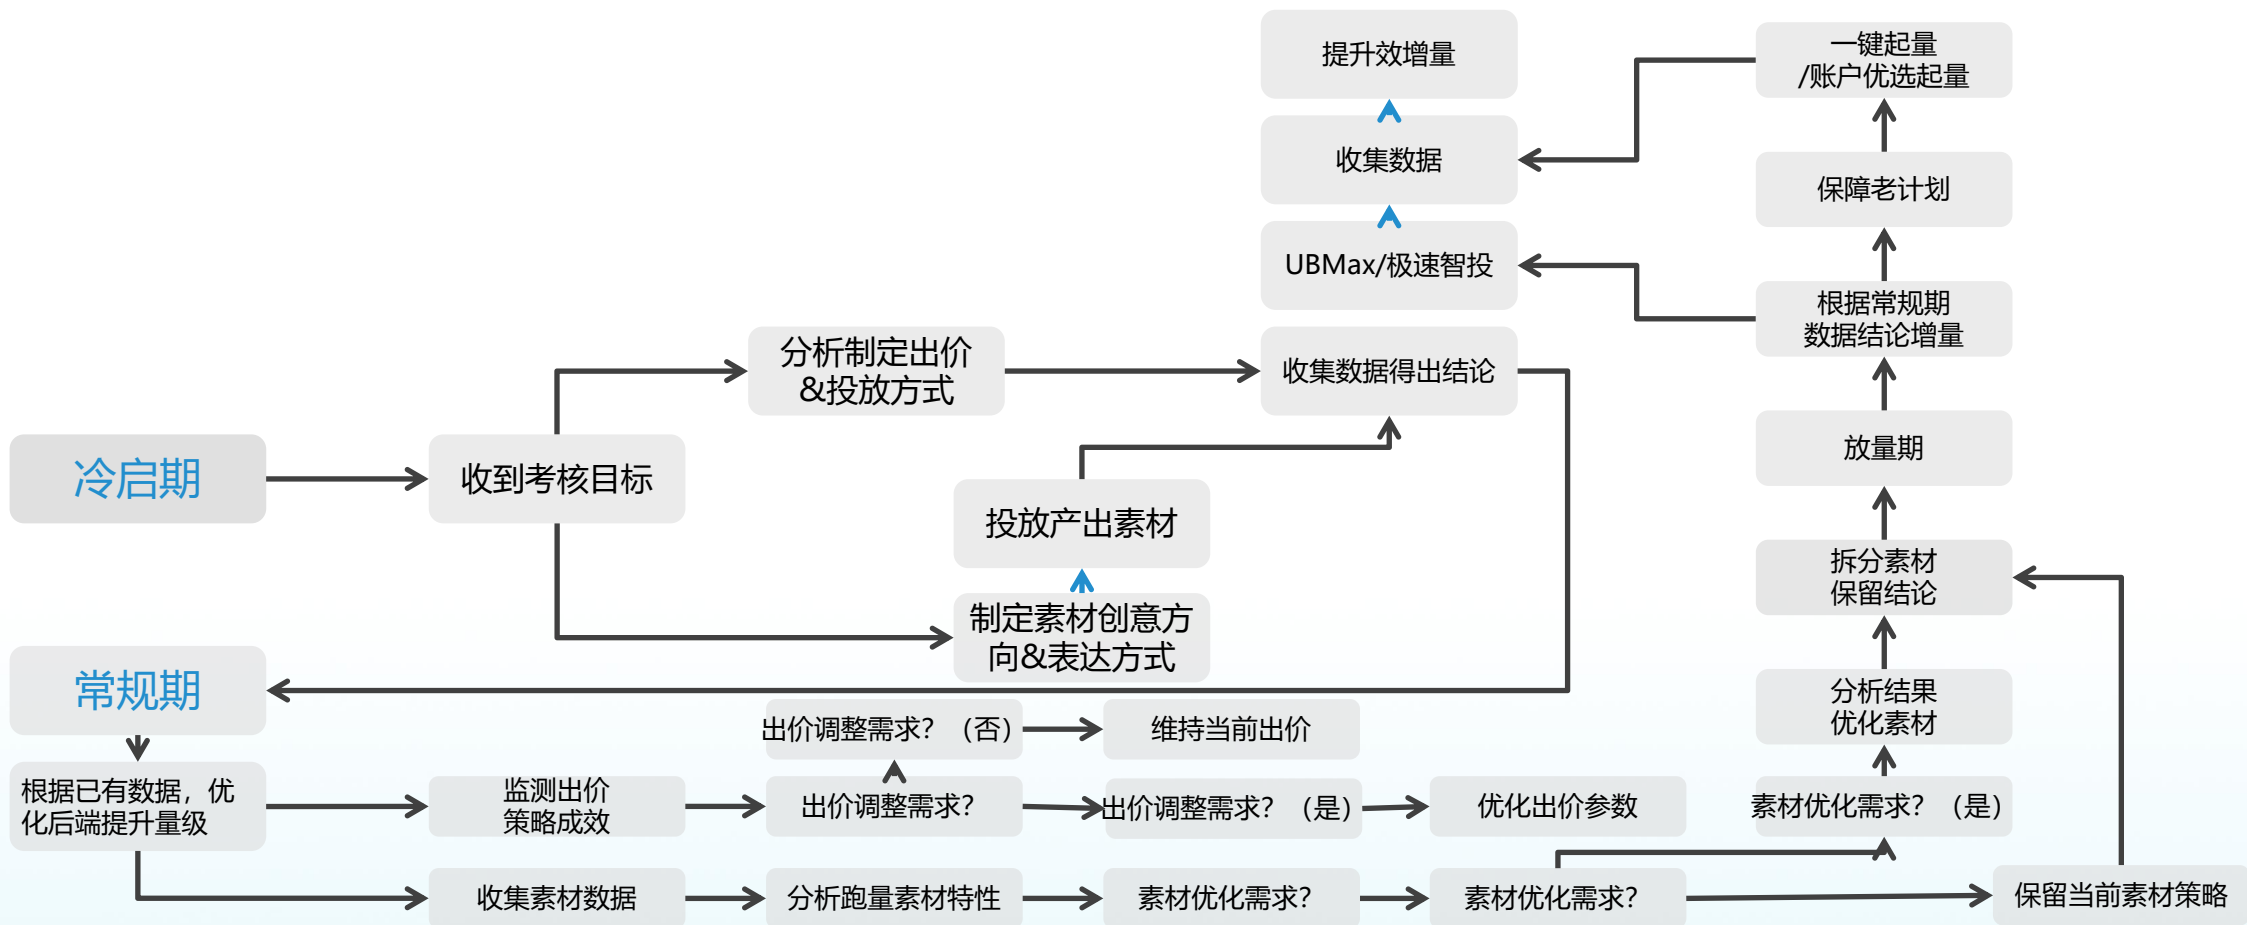 提升效增量
一键起量
/账户优选起量
收集数据
保障老计划
UBMax/极速智投
根据常规期
数据结论增量
分析制定出价
&投放方式
收集数据得出结论
放量期
冷启期
收到考核目标
投放产出素材
拆分素材
保留结论
制定素材创意方
向&表达方式
常规期
分析结果
优化素材
出价调整需求？（否）
维持当前出价
根据已有数据，优
化后端提升量级
监测出价
策略成效
出价调整需求？
出价调整需求？（是）
优化出价参数
素材优化需求？（是）
收集素材数据
分析跑量素材特性
素材优化需求？
素材优化需求？
保留当前素材策略